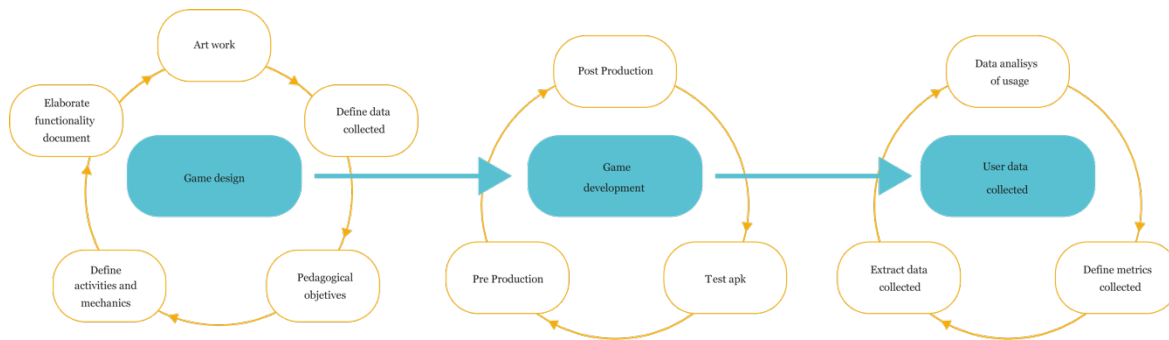 Art work
Elaborate
functionality
document
Define data
collected
Game design
Define
activities and
mechanics
Pedagogical
objetives
Post Production
Game
development
Pre Production
Test apk
Data analisys
of usage
User data
collected
Extract data
collected
Define metrics
collected